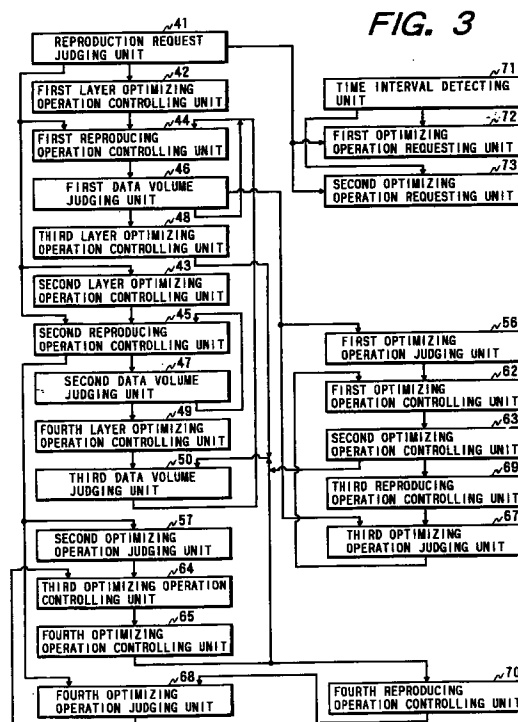 FIG. 3
41
REPRODUCTION REQUEST
JUDGING UNIT
42
FIRST LAYER OPTIMIZING
OPERATION CONTROLLING UNIT
44
FIRST REPRODUCING
OPERATION CONTROLLING UNIT
46
FIRST DATA VOLUME
JUDGING UNIT
48
THIRD LAYER OPTIMIZING
OPERATION CONTROLLING UNIT
43
SECOND LAYER OPTIMIZING
OPERATION CONTROLLING UNIT
45
SECOND REPRODUCING
OPERATION CONTROLLING UNIT
47
SECOND DATA VOLUME
JUDGING UNIT
49
FOURTH LAYER OPTIMIZING
OPERATION CONTROLLING UNIT
50
THIRD DATA VOLUME
JUDGING UNIT
57
SECOND OPTIMIZING
OPERATION JUDGING UNIT
64
THIRD OPTIMIZING OPERATION
CONTROLLING UNIT
65
FOURTH OPTIMIZING
OPERATION CONTROLLING UNIT
68
FOURTH OPTIMIZING
OPERATION JUDGING UNIT
71
TIME INTERVAL DETECTING
UNIT
72
FIRST OPTIMIZING
OPERATION REQUESTING UNIT
73
SECOND OPTIMIZING
OPERATION REQUESTING UNIT
56
FIRST OPTIMIZING
OPERATION JUDGING UNIT
62
FIRST OPTIMIZING
OPERATION CONTROLLING UNIT
63
SECOND OPTIMIZING
OPERATION CONTROLLING UNIT
69
THIRD REPRODUCING
OPERATION CONTROLLING UNIT
67
THIRD OPTIMIZING
OPERATION JUDGING UNIT
70
FOURTH REPRODUCING
OPERATION CONTROLLING UNIT